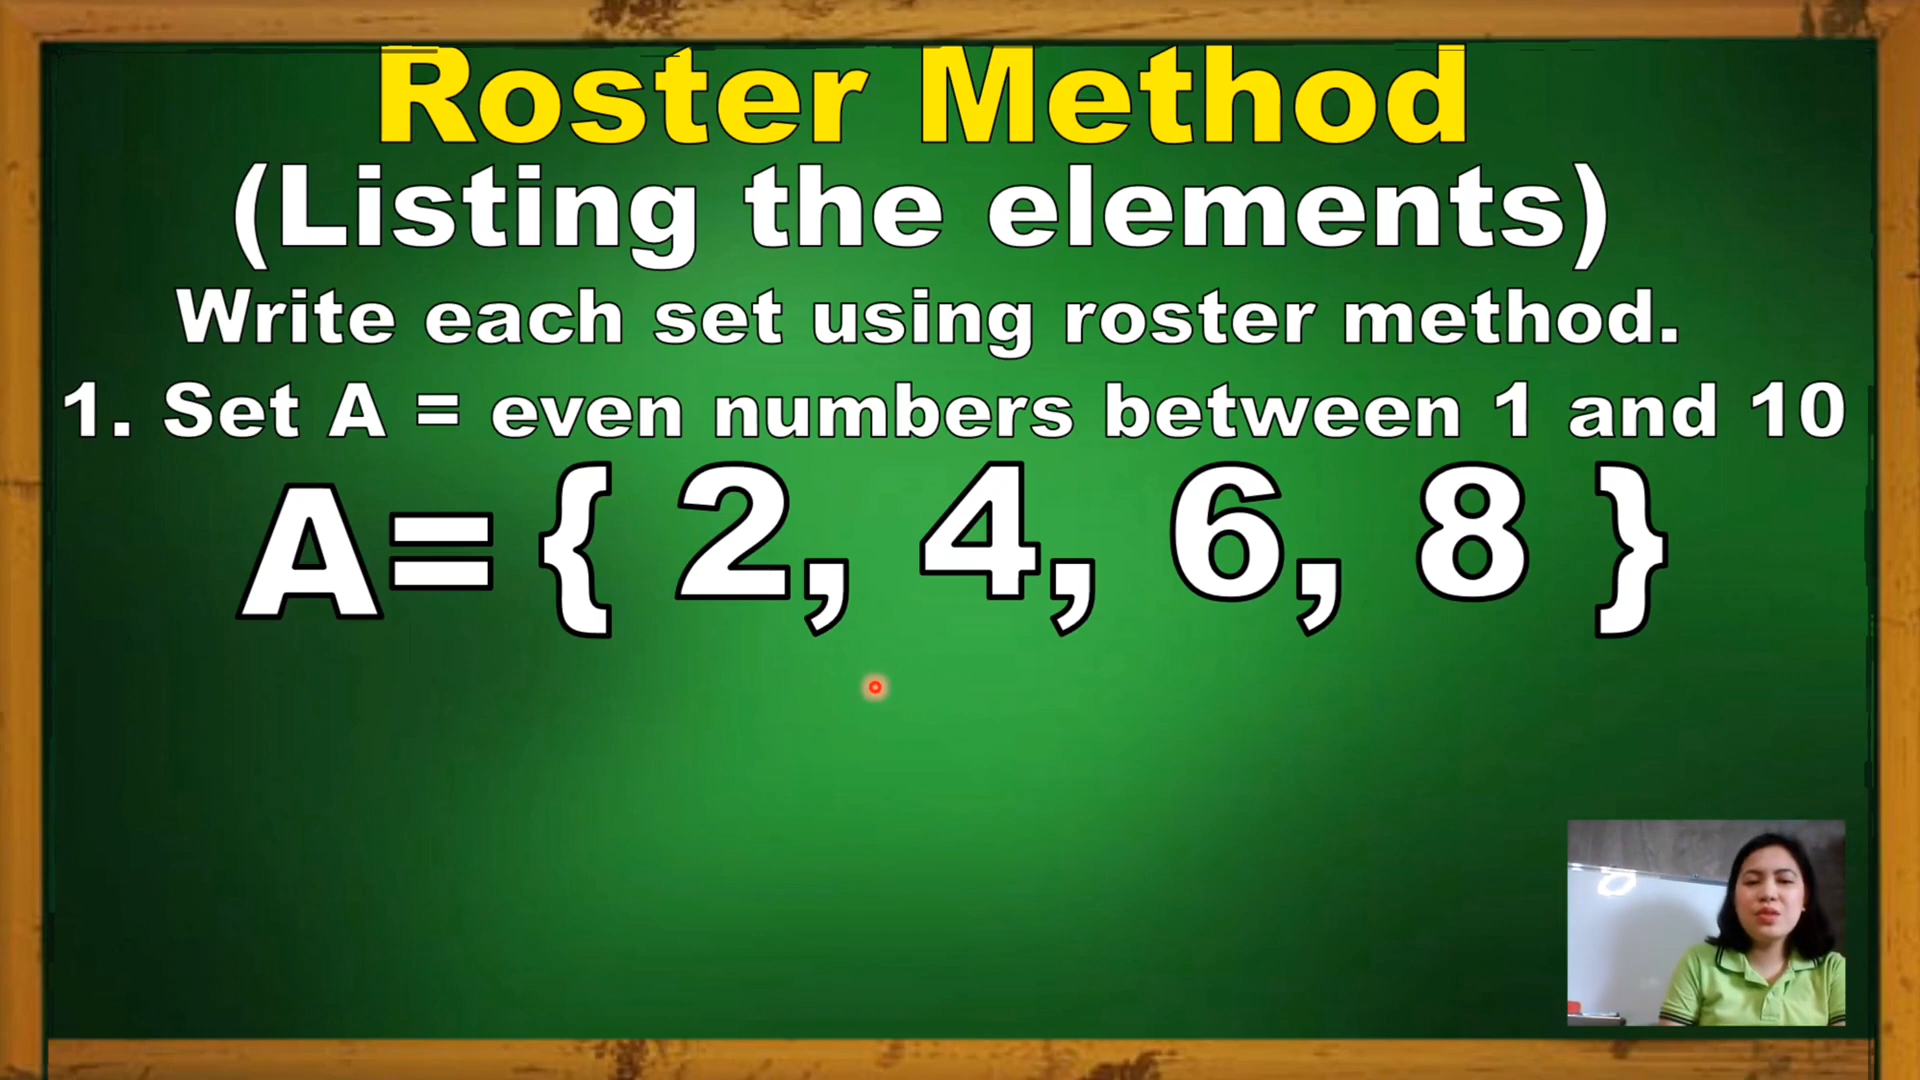 Roster Method
(Listing the elements)
Write each set using roster method.
1. Set A = even numbers between 1 and 10
A= { 2, 4, 6, 8 }